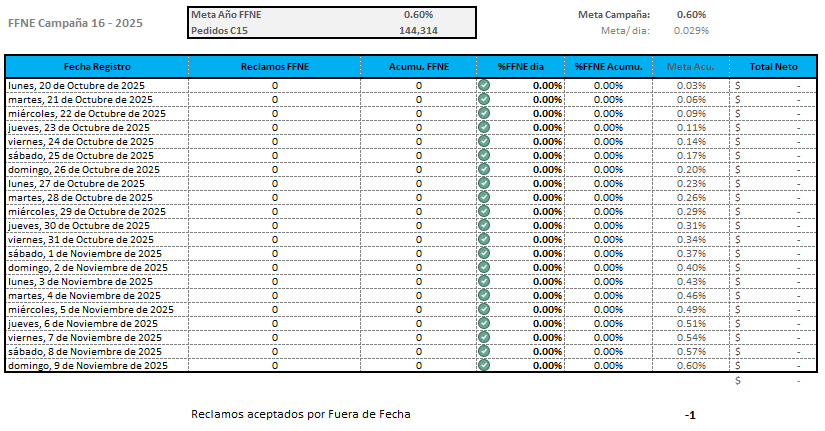 FFNE Campaña 16 - 2025
Meta Año FFNE 0.60%
Pedidos C15 144,314
Meta Campaña: 0.60%
Meta/ dia: 0.029%
Fecha Registro Reclamos FFNE Acumu. FFNE %FFNE dia %FFNE Acumu. Meta Acu. Total Neto
lunes, 20 de Octubre de 2025 0 0 0.00% 0.00% 0.03% $ -
martes, 21 de Octubre de 2025 0 0 0.00% 0.00% 0.06% $ -
miércoles, 22 de Octubre de 2025 0 0 0.00% 0.00% 0.09% $ -
jueves, 23 de Octubre de 2025 0 0 0.00% 0.00% 0.11% $ -
viernes, 24 de Octubre de 2025 0 0 0.00% 0.00% 0.14% $ -
sábado, 25 de Octubre de 2025 0 0 0.00% 0.00% 0.17% $ -
domingo, 26 de Octubre de 2025 0 0 0.00% 0.00% 0.20% $ -
lunes, 27 de Octubre de 2025 0 0 0.00% 0.00% 0.23% $ -
martes, 28 de Octubre de 2025 0 0 0.00% 0.00% 0.26% $ -
miércoles, 29 de Octubre de 2025 0 0 0.00% 0.00% 0.29% $ -
jueves, 30 de Octubre de 2025 0 0 0.00% 0.00% 0.31% $ -
viernes, 31 de Octubre de 2025 0 0 0.00% 0.00% 0.34% $ -
sábado, 1 de Noviembre de 2025 0 0 0.00% 0.00% 0.37% $ -
domingo, 2 de Noviembre de 2025 0 0 0.00% 0.00% 0.40% $ -
lunes, 3 de Noviembre de 2025 0 0 0.00% 0.00% 0.43% $ -
martes, 4 de Noviembre de 2025 0 0 0.00% 0.00% 0.46% $ -
miércoles, 5 de Noviembre de 2025 0 0 0.00% 0.00% 0.49% $ -
jueves, 6 de Noviembre de 2025 0 0 0.00% 0.00% 0.51% $ -
viernes, 7 de Noviembre de 2025 0 0 0.00% 0.00% 0.54% $ -
sábado, 8 de Noviembre de 2025 0 0 0.00% 0.00% 0.57% $ -
domingo, 9 de Noviembre de 2025 0 0 0.00% 0.00% 0.60% $ -
$ -
Reclamos aceptados por Fuera de Fecha -1